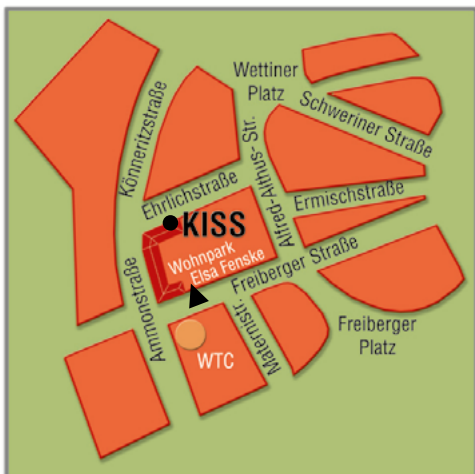 Wettiner
Platz
Schweriner Straße
Könneritzstraße
Alfred-Althus-Str.
Ehrlichstraße
Ermischstraße
KISS
Wohnpark
Elsa Fenske
Freiberger Straße
Ammonstraße
Maternistr.
Freiberger
Platz
WTC